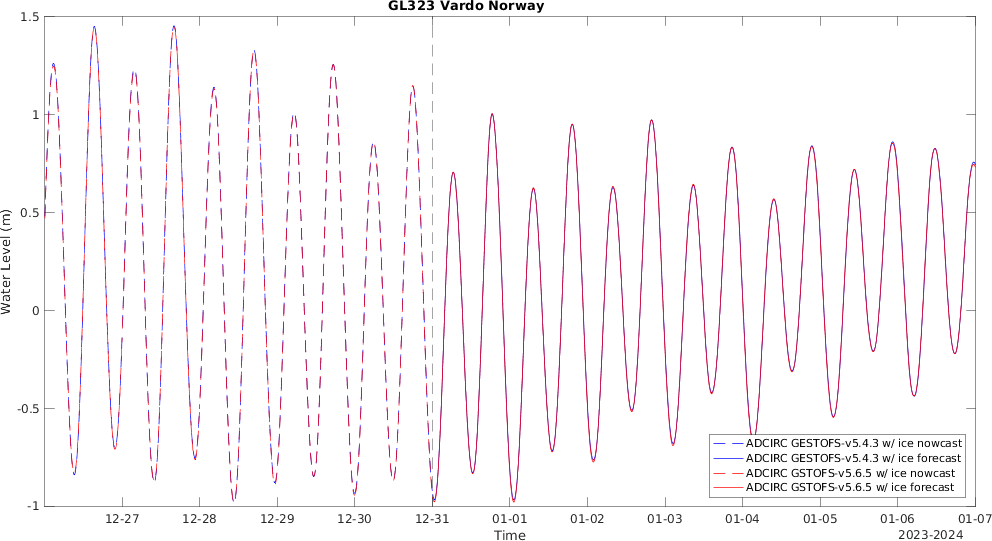 GL323 Vardo Norway
1.5
1
0.5
0
-0.5
-1
Water Level (m)
ADCIRC GESTOFS-v5.4.3 w/ ice nowcast
ADCIRC GESTOFS-v5.4.3 w/ ice forecast
ADCIRC GSTOFS-v5.6.5 w/ ice nowcast
ADCIRC GSTOFS-v5.6.5 w/ ice forecast
12-27 12-28 12-29 12-30 12-31 01-01 01-02 01-03 01-04 01-05 01-06 01-07
Time
2023-2024